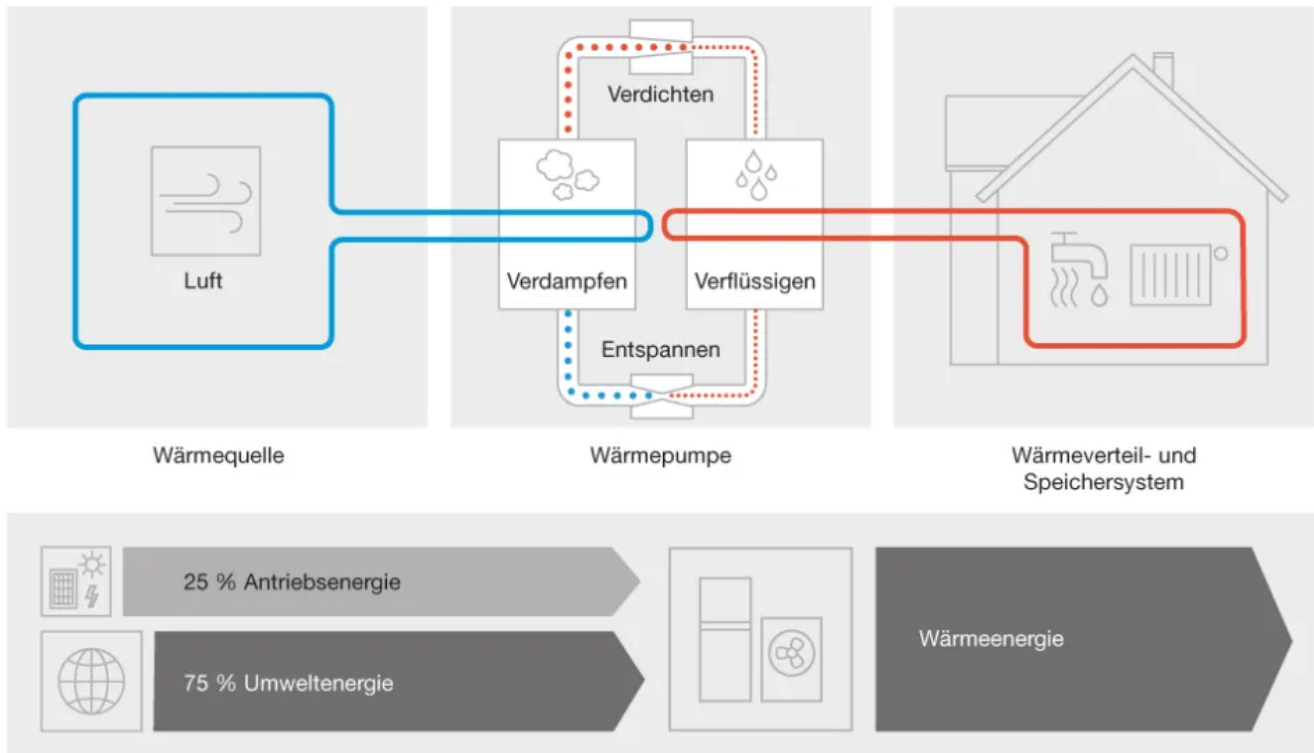 Verdichten
Luft
Verdampfen
Verflüssigen
Entspannen
Wärmequelle
Wärmepumpe
Wärmeverteil- und
Speichersystem
25 % Antriebsenergie
75 % Umweltenergie
Wärmeenergie